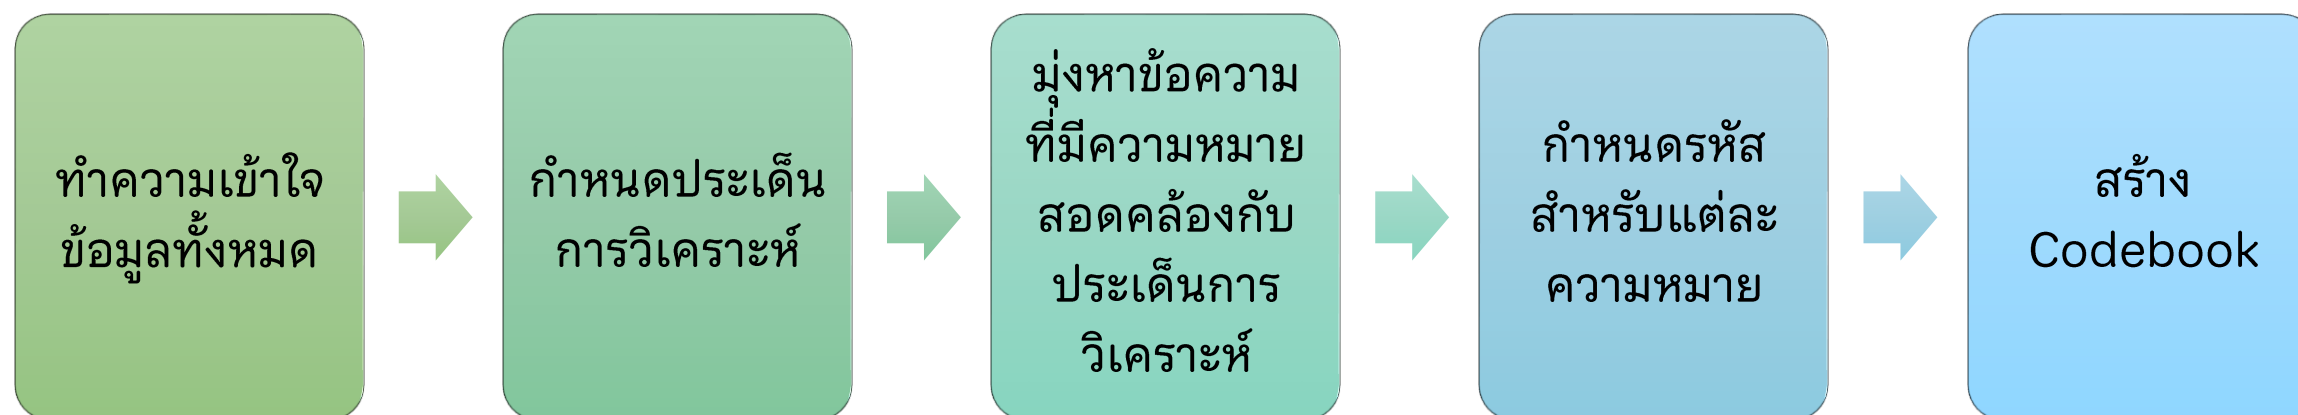 ทำความเข้าใจ
ข้อมูลทั้งหมด
กำหนดประเด็น
การวิเคราะห์
มุ่งหาข้อความ
ที่มีความหมาย
สอดคล้องกับ
ประเด็นการ
วิเคราะห์
กำหนดรหัส
สำหรับแต่ละ
ความหมาย
สร้าง
Codebook